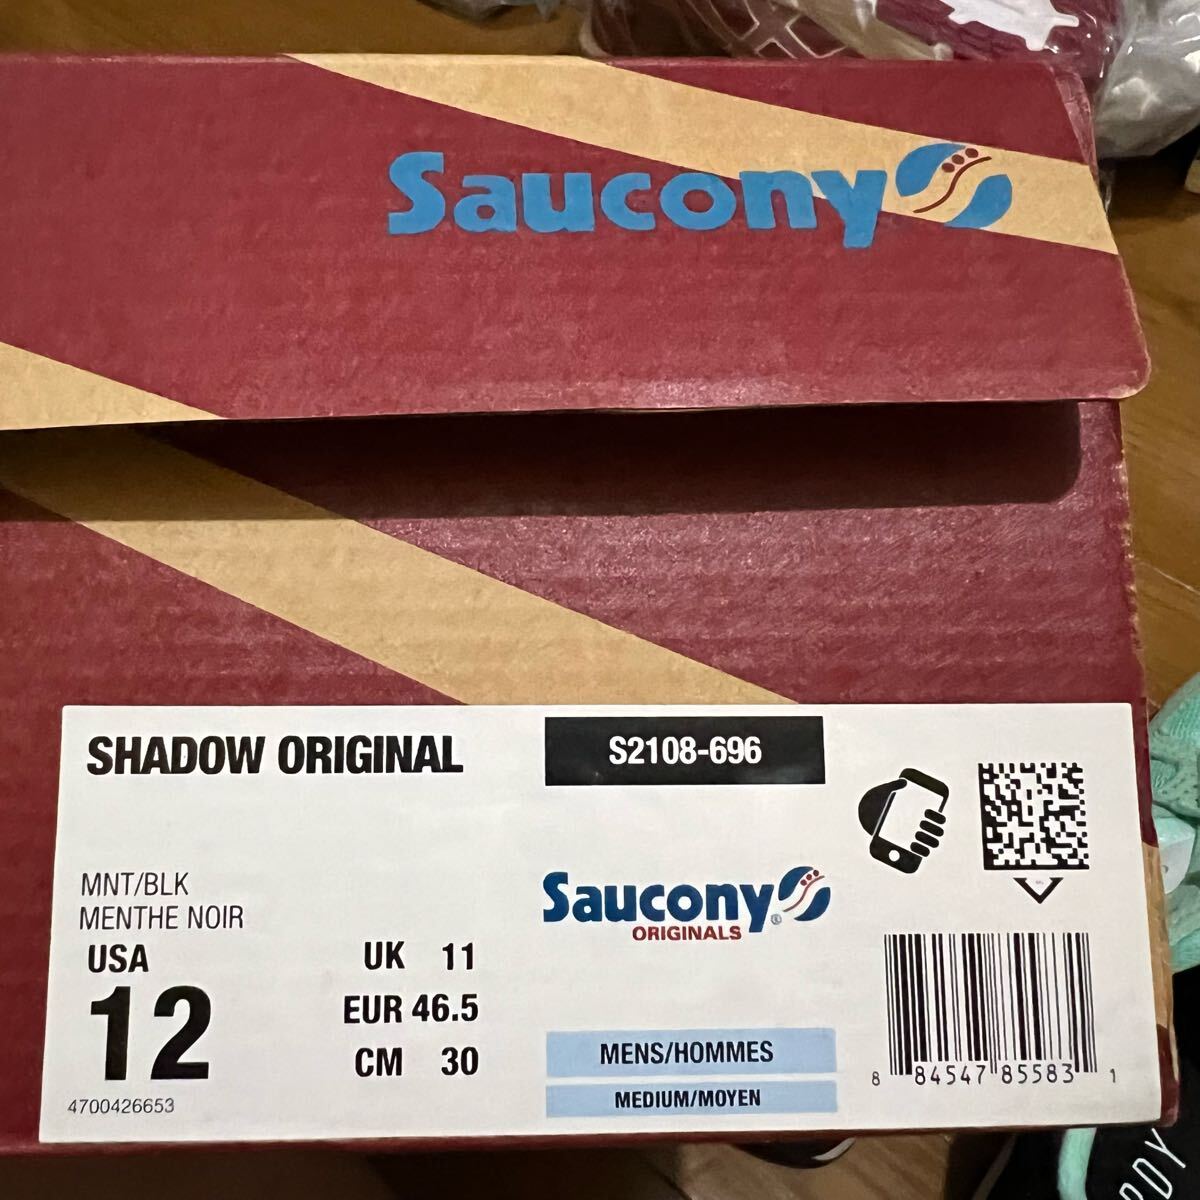 Saucony
SHADOW ORIGINAL
S2108-696
MNT/BLK
MENTHE NOIR
USA
12
UK 11
EUR 46.5
CM 30
4700426653
Saucony®
ORIGINALS
MENS/HOMMES
MEDIUM/MOYEN
8 84547 85583 1